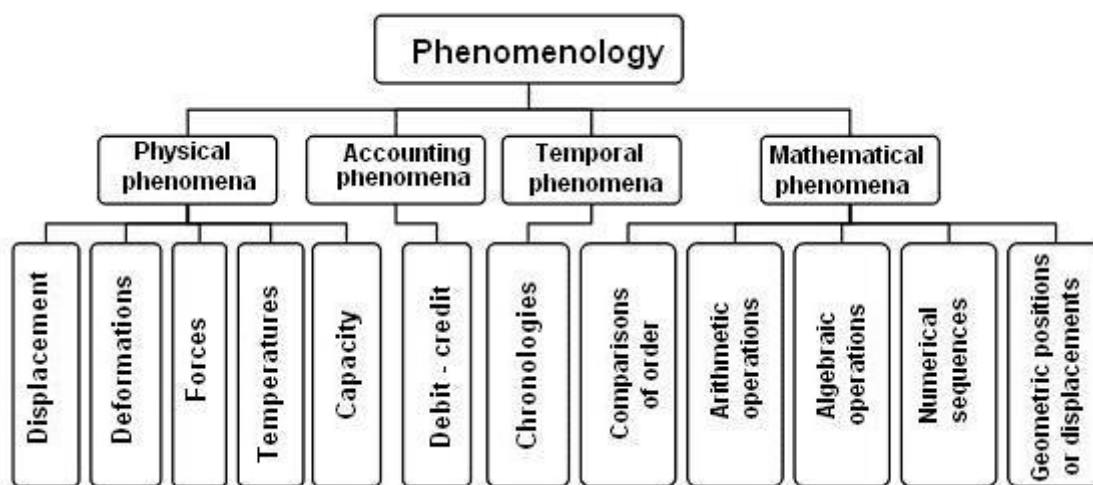 Phenomenology
Physical
phenomena
Accounting
phenomena
Temporal
phenomena
Mathematical
phenomena
Displacement
Deformations
Forces
Temperatures
Capacity
Debit - credit
Chronologies
Comparisons
of order
Arithmetic
operations
Algebraic
operations
Numerical
sequences
Geometric positions
or displacements